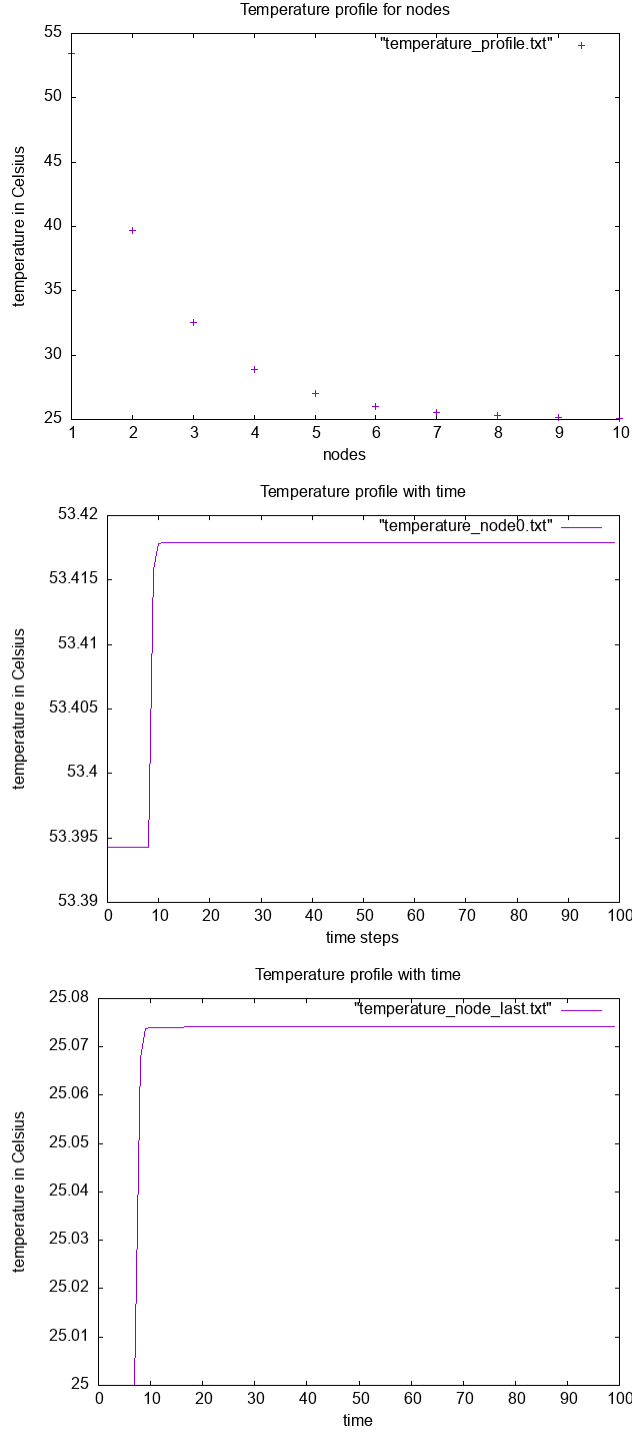 Temperature profile for nodes
55
"temperature_profile.txt"
50
45
40
35
30
25
temperature in Celsius
1 2 3 4 5 6 7 8 9 10
nodes
Temperature profile with time
53.42
"temperature_node0.txt"
53.415
53.41
53.405
53.4
53.395
53.39
temperature in Celsius
0 10 20 30 40 50 60 70 80 90 100
time steps
Temperature profile with time
25.08
"temperature_node_last.txt"
25.07
25.06
25.05
25.04
25.03
25.02
25.01
25
temperature in Celsius
0 10 20 30 40 50 60 70 80 90 100
time